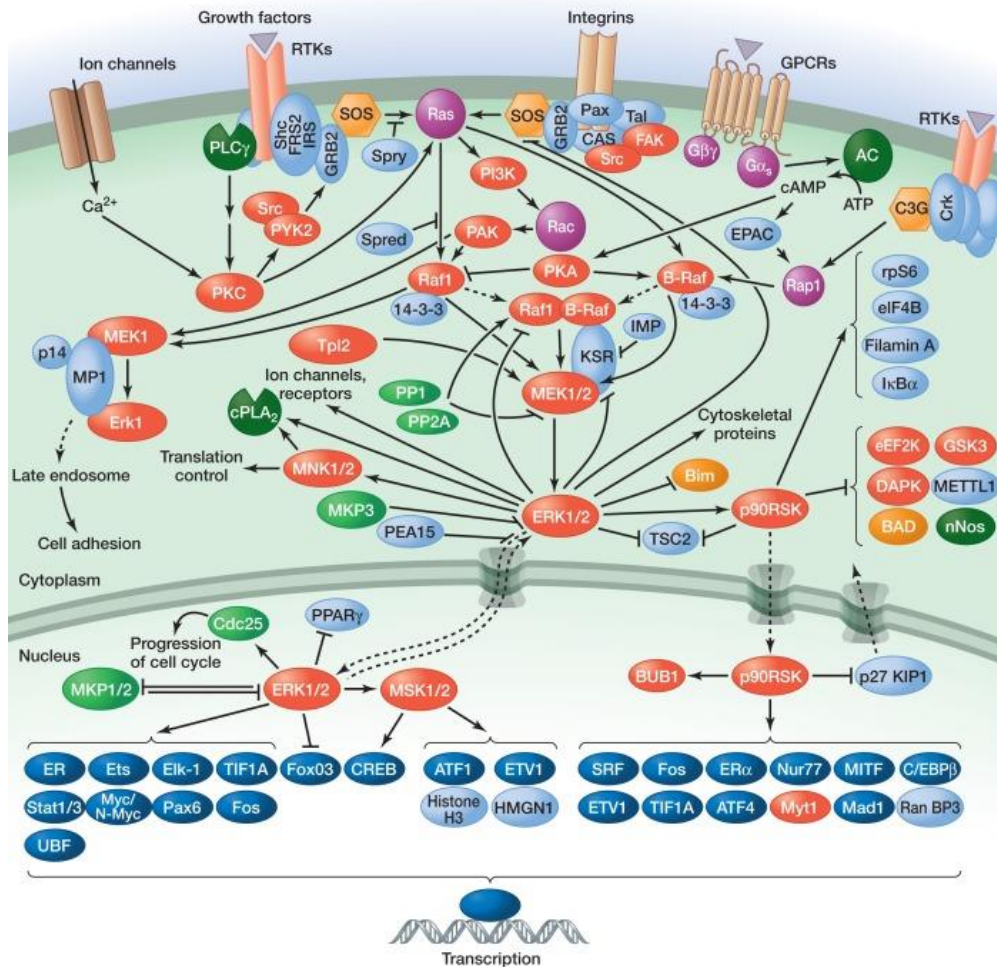 Growth factors
Integrins
Ion channels
RTKs
GPCRs
RTKs
SOS
Ras
SOS
GRB2
Pax
Tal
CAS
FAK
Src
PLCγ
Shc
FRS2
IRS
GRB2
Spry
Gβγ
Gαs
AC
cAMP
ATP
C3G
Crk
PI3K
Ca2+
Src
PYK2
Spred
PAK
Rac
EPAC
PKC
Raf1
PKA
B-Raf
Rap1
14-3-3
14-3-3
Raf1
B-Raf
rpS6
eIF4B
Filamin A
IκBα
MEK1
p14
MP1
Erk1
Tpl2
IMP
KSR
Ion channels,
receptors
MEK1/2
PP1
PP2A
cPLA2
Cytoskeletal
proteins
Translation
control
MNK1/2
Late endosome
Bim
eEF2K
GSK3
DAPK
METTL1
BAD
nNos
MKP3
ERK1/2
p90RSK
PEA15
TSC2
Cell adhesion
Cytoplasm
PPARγ
Cdc25
Progression
of cell cycle
Nucleus
MKP1/2
ERK1/2
MSK1/2
BUB1
p90RSK
p27 KIP1
ER
Ets
Elk-1
TIF1A
Fox03
CREB
ATF1
ETV1
SRF
Fos
ERα
Nur77
MITF
C/EBPβ
Stat1/3
Myc/
N-Myc
Pax6
Fos
Histone
H3
HMGN1
ETV1
TIF1A
ATF4
Myt1
Mad1
Ran BP3
UBF
Transcription